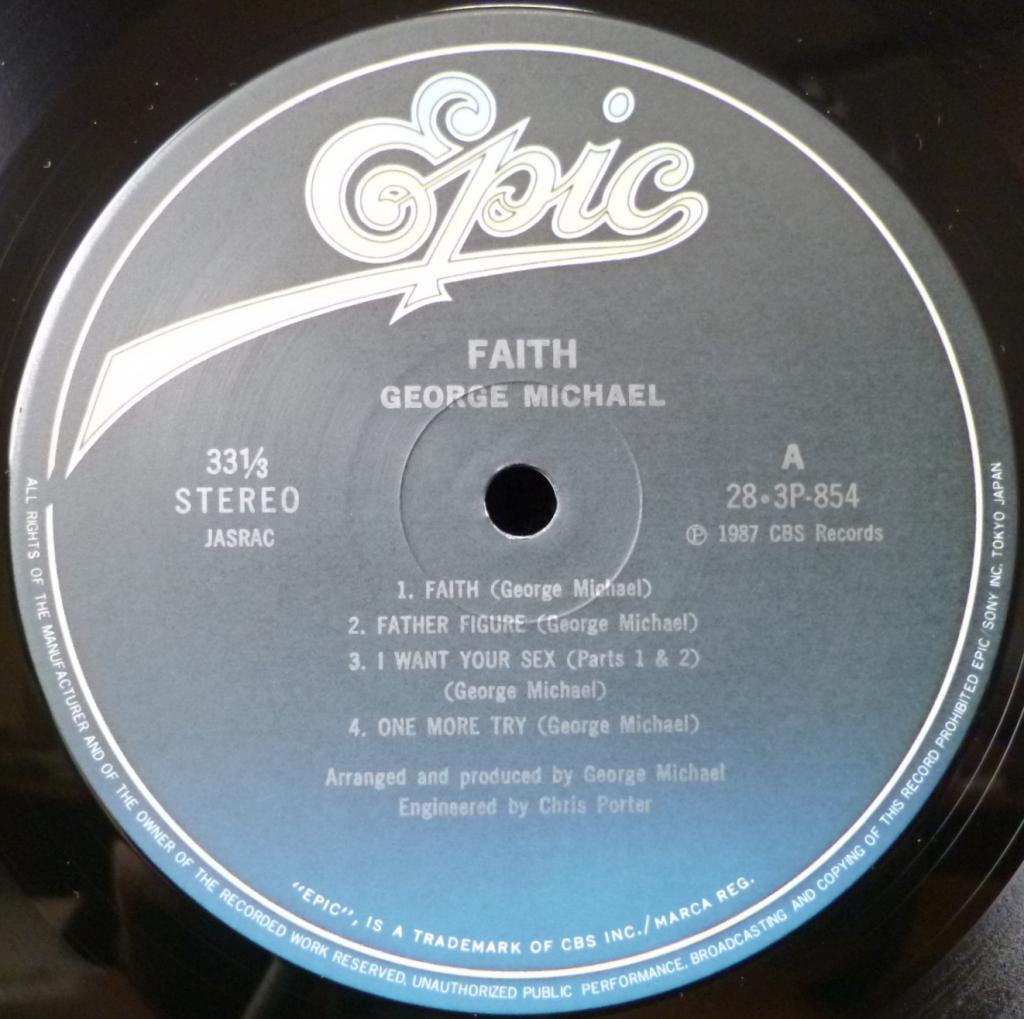 Epic
FAITH
GEORGE MICHAEL
33⅓
STEREO
JASRAC
A
28•3P-854
Ⓟ 1987 CBS Records
1. FAITH (George Michael)
2. FATHER FIGURE (George Michael)
3. I WANT YOUR SEX (Parts 1 & 2)
(George Michael)
4. ONE MORE TRY (George Michael)
Arranged and produced by George Michael
Engineered by Chris Porter
"EPIC", IS A TRADEMARK OF CBS INC./MARCA REG.
ALL RIGHTS OF THE MANUFACTURER AND OF THE OWNER OF THE RECORDED WORK RESERVED, UNAUTHORIZED PUBLIC PERFORMANCE, BROADCASTING AND COPYING OF THIS RECORD PROHIBITED EPIC/SONY INC. TOKYO JAPAN